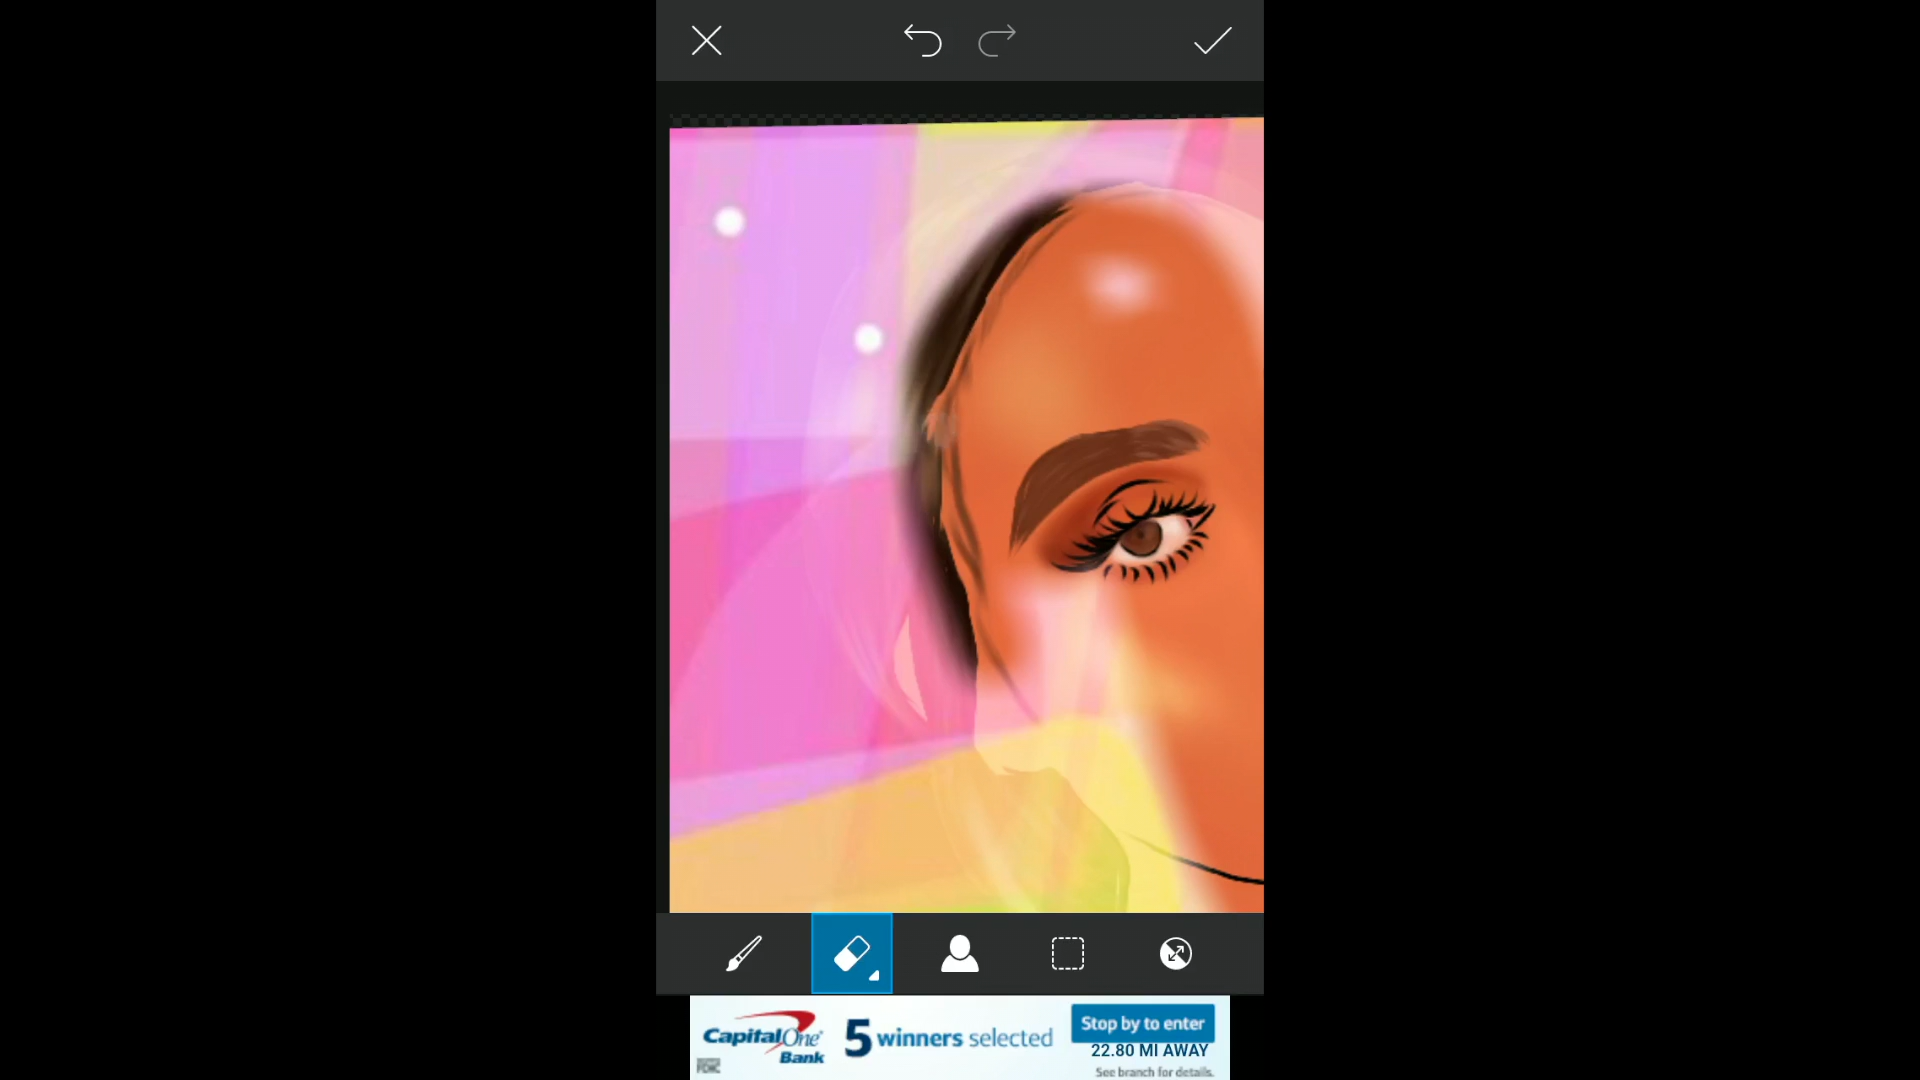 CapitalOne
Bank
5 winners selected
Stop by to enter
22.80 MI AWAY
See branch for details.